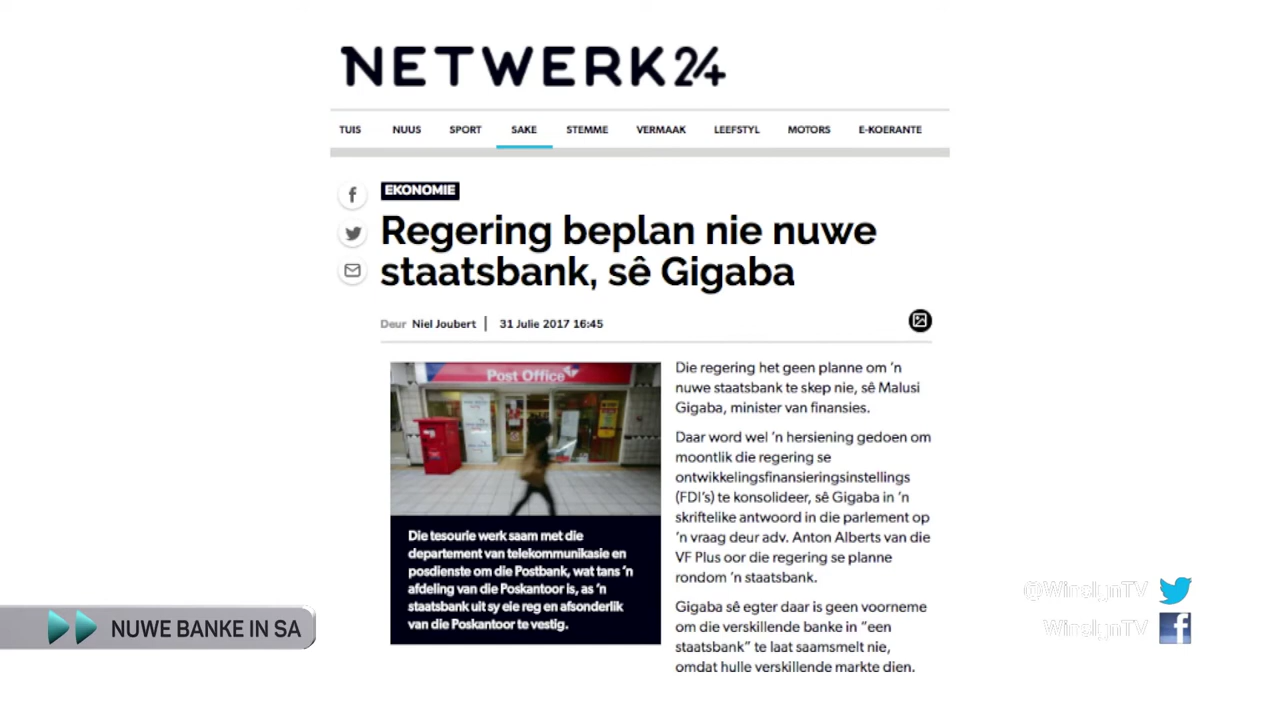 NETWERK24
TUIS NUUS SPORT SAKE STEMME VERMAAK LEEFSTYL MOTORS E-KOERANTE
EKONOMIE
Regering beplan nie nuwe
staatsbank, sê Gigaba
Deur Niel Joubert | 31 Julie 2017 16:45
Post Office
Die tesourie werk saam met die
departement van telekommunikasie en
posdienste om die Postbank, wat tans 'n
afdeling van die Poskantoor is, as 'n
staatsbank uit sy eie reg en afsonderlik
van die Poskantoor te vestig.
Die regering het geen planne om 'n
nuwe staatsbank te skep nie, sê Malusi
Gigaba, minister van finansies.
Daar word wel 'n hersiening gedoen om
moontlik die regering se
ontwikkelingsfinansieringsinstellings
(FDI's) te konsolideer, sê Gigaba in 'n
skriftelike antwoord in die parlement op
'n vraag deur adv. Anton Alberts van die
VF Plus oor die regering se planne
rondom 'n staatsbank.
Gigaba sê egter daar is geen voorneme
om die verskillende banke in "een
staatsbank" te laat saamsmelt nie,
omdat hulle verskillende markte dien.
@WinslynTV
WinslynTV
NUWE BANKE IN SA